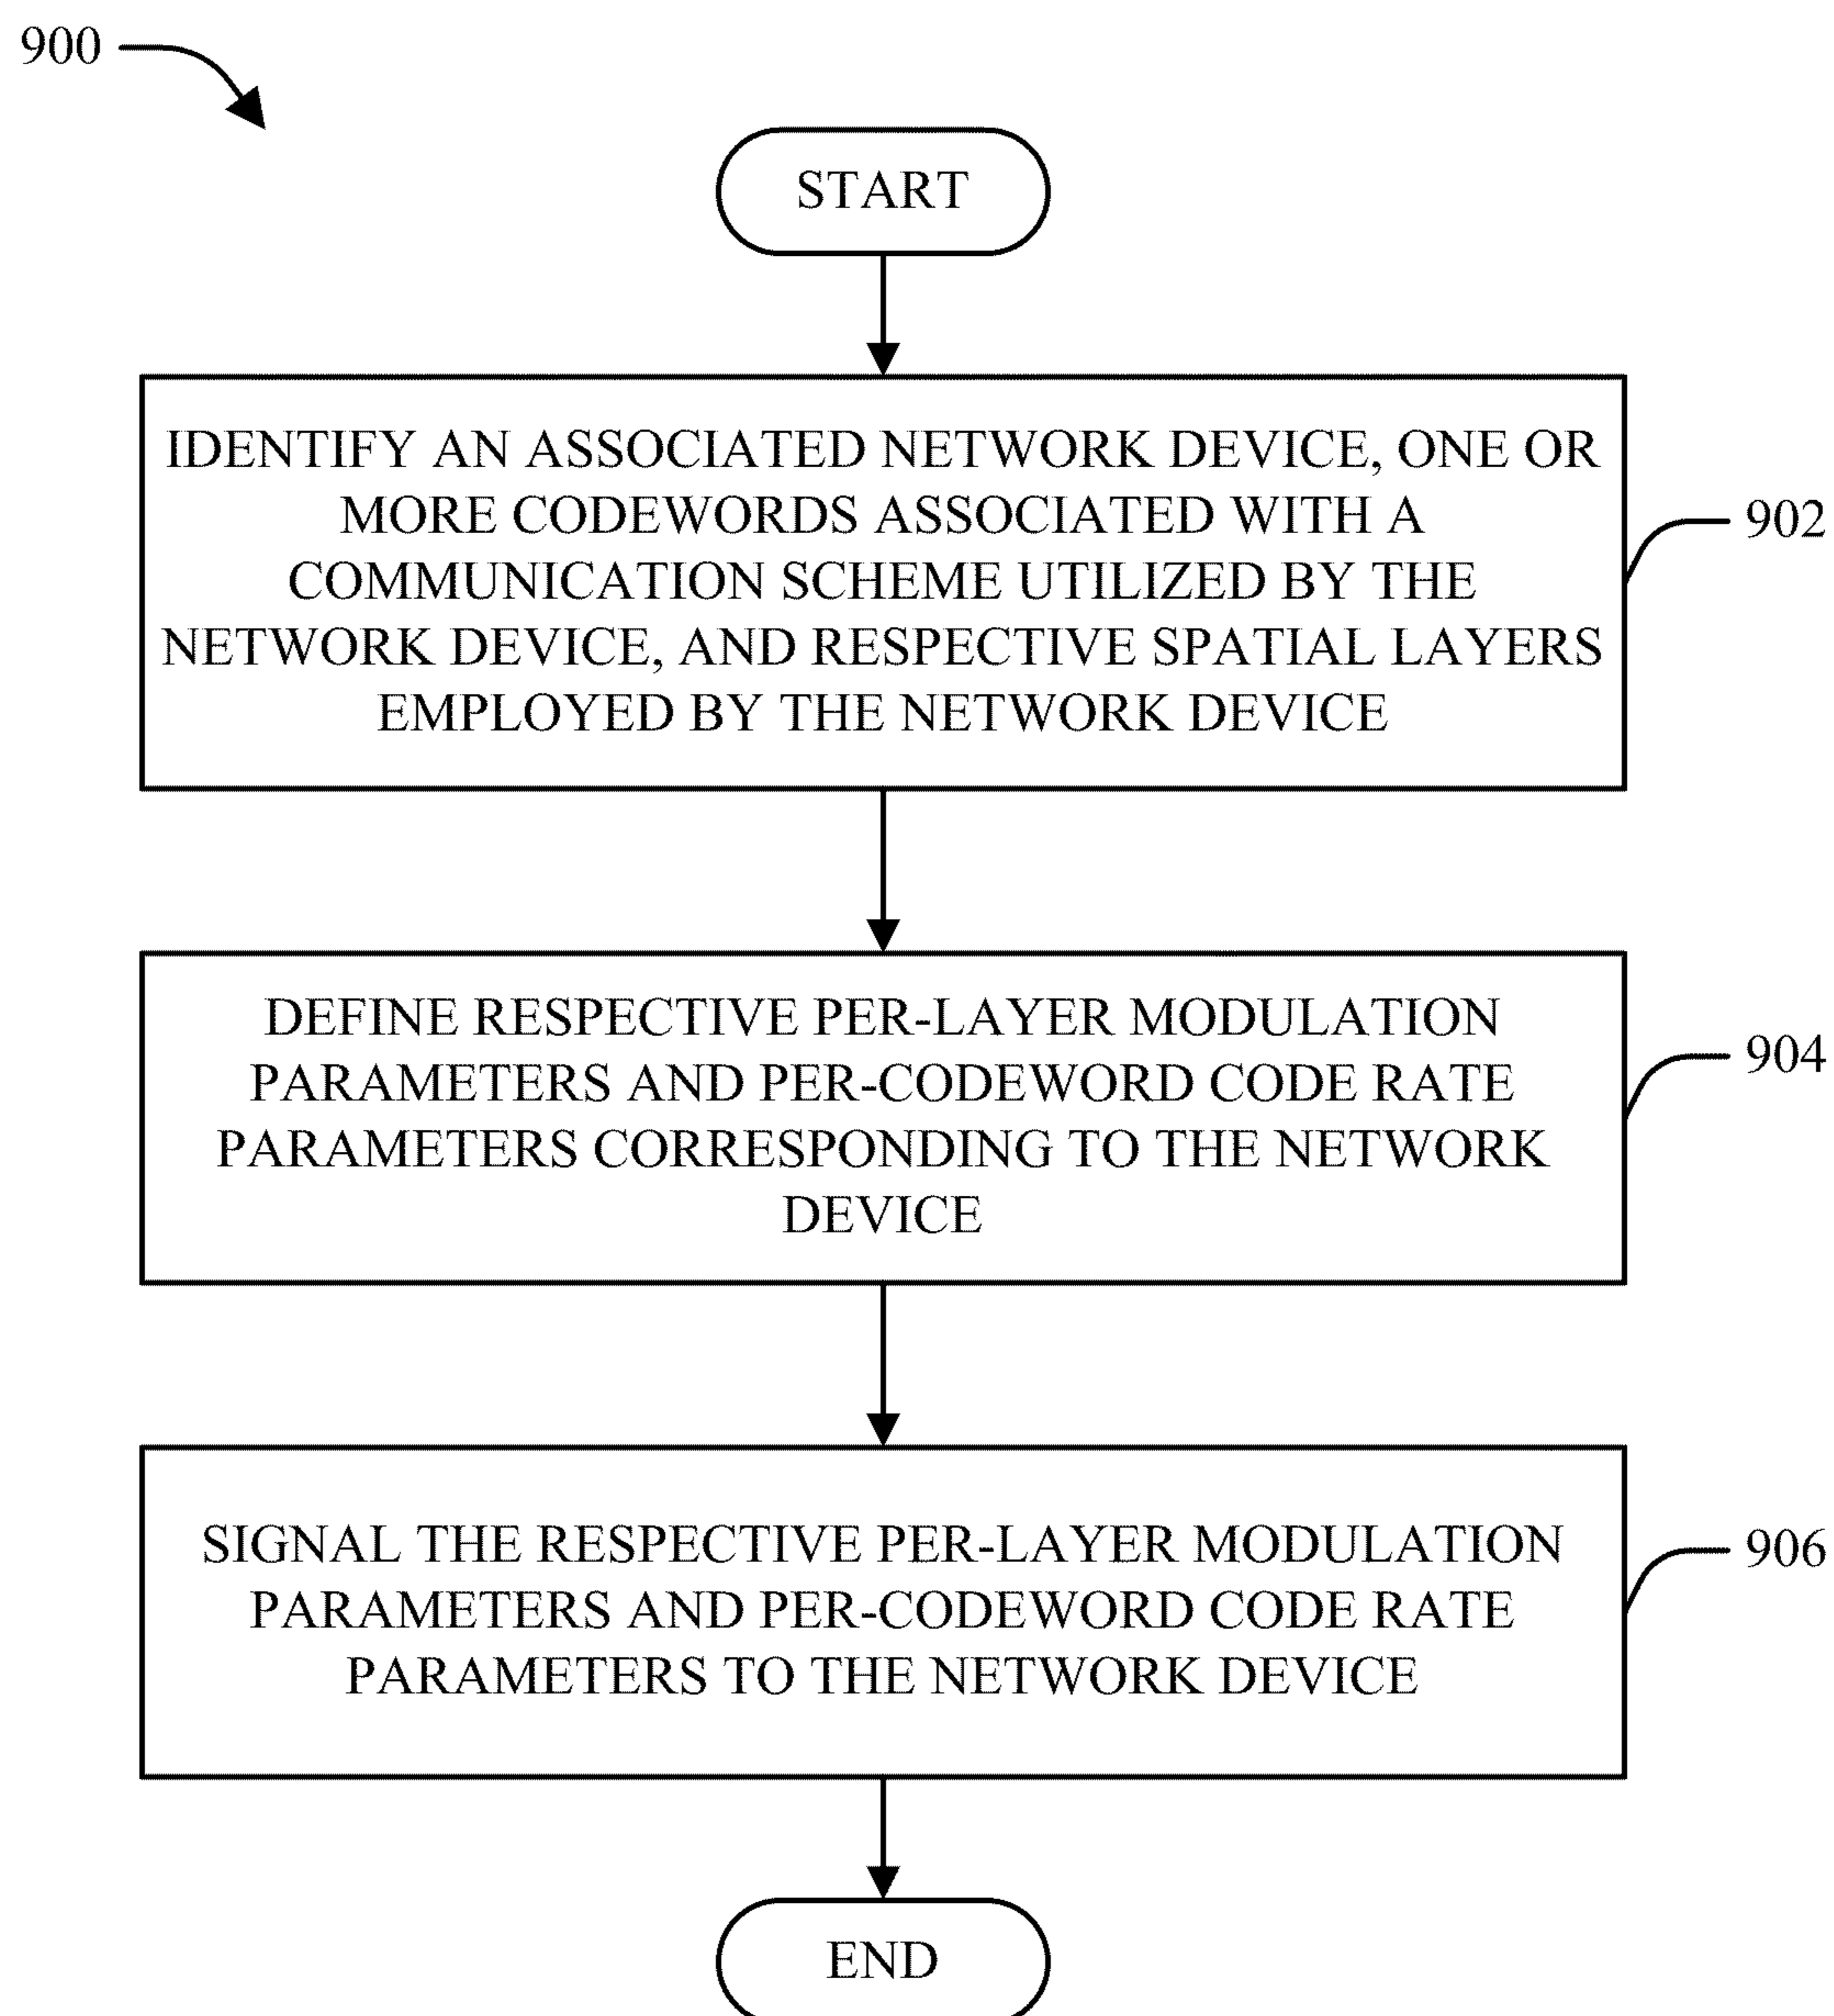 900
START
IDENTIFY AN ASSOCIATED NETWORK DEVICE, ONE OR
MORE CODEWORDS ASSOCIATED WITH A
COMMUNICATION SCHEME UTILIZED BY THE
NETWORK DEVICE, AND RESPECTIVE SPATIAL LAYERS
EMPLOYED BY THE NETWORK DEVICE
902
DEFINE RESPECTIVE PER-LAYER MODULATION
PARAMETERS AND PER-CODEWORD CODE RATE
PARAMETERS CORRESPONDING TO THE NETWORK
DEVICE
904
SIGNAL THE RESPECTIVE PER-LAYER MODULATION
PARAMETERS AND PER-CODEWORD CODE RATE
PARAMETERS TO THE NETWORK DEVICE
906
END